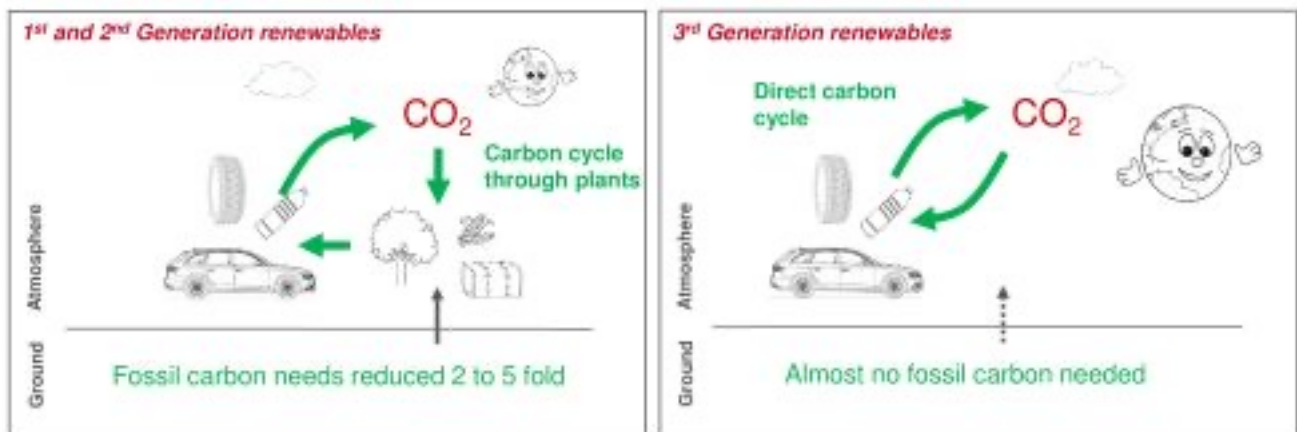 1st and 2nd Generation renewables
CO2
Carbon cycle
through plants
Atmosphere
Ground
Fossil carbon needs reduced 2 to 5 fold
3rd Generation renewables
Direct carbon
cycle
CO2
Atmosphere
Ground
Almost no fossil carbon needed